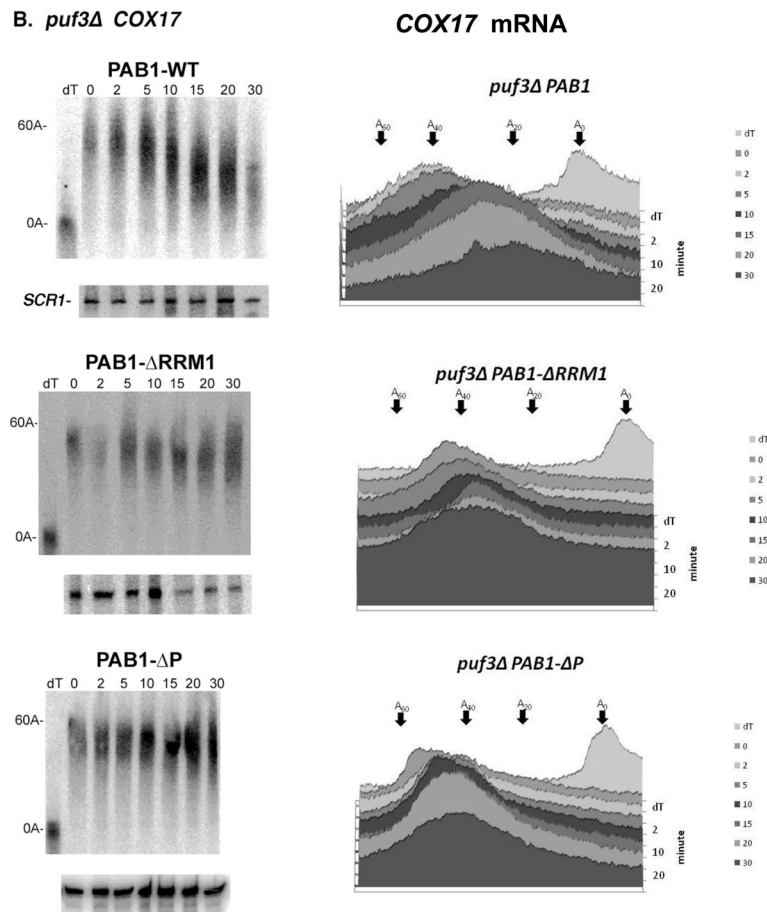 B. puf3Δ COX17
COX17 mRNA
PAB1-WT
dT 0 2 5 10 15 20 30
60A-
0A-
SCR1-
puf3Δ PAB1
A60 A40 A20 A0
dT
2
10
20
minute
dT
0
2
5
10
15
20
30
PAB1-ΔRRM1
dT 0 2 5 10 15 20 30
60A-
0A-
puf3Δ PAB1-ΔRRM1
A60 A40 A20 A0
dT
2
10
20
minute
dT
0
2
5
10
15
20
30
PAB1-ΔP
dT 0 2 5 10 15 20 30
60A-
0A-
puf3Δ PAB1-ΔP
A60 A40 A20 A0
dT
2
10
20
minute
dT
0
2
5
10
15
20
30